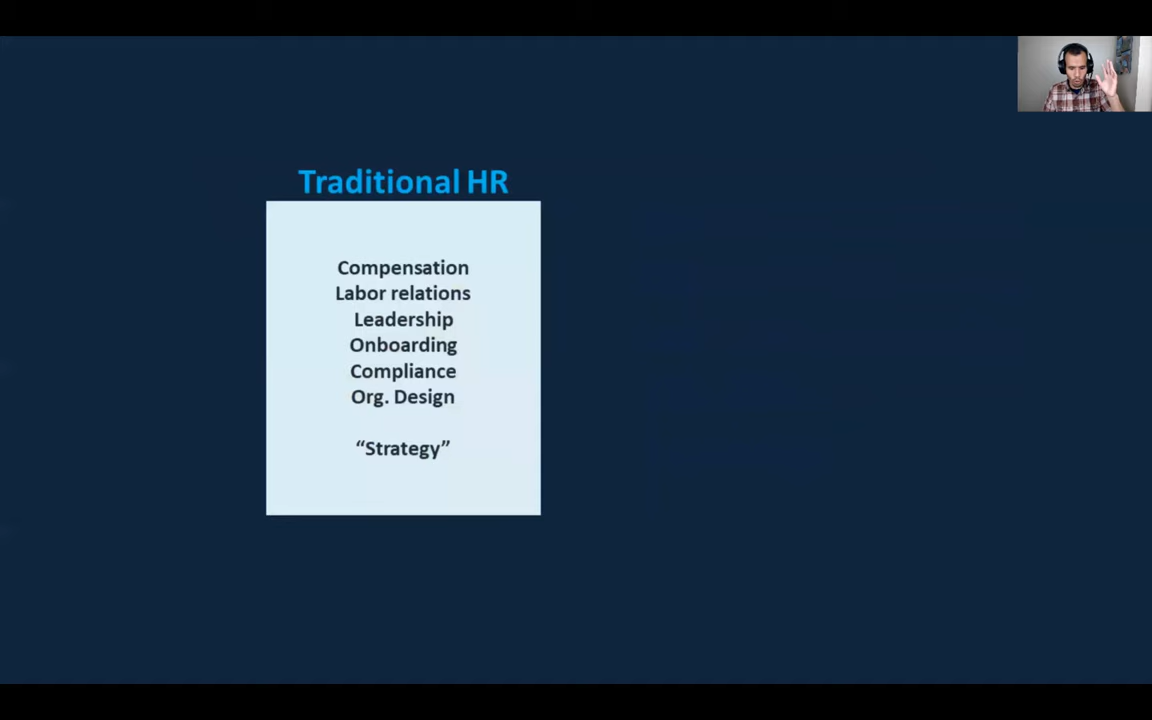 Traditional HR
Compensation
Labor relations
Leadership
Onboarding
Compliance
Org. Design
“Strategy”